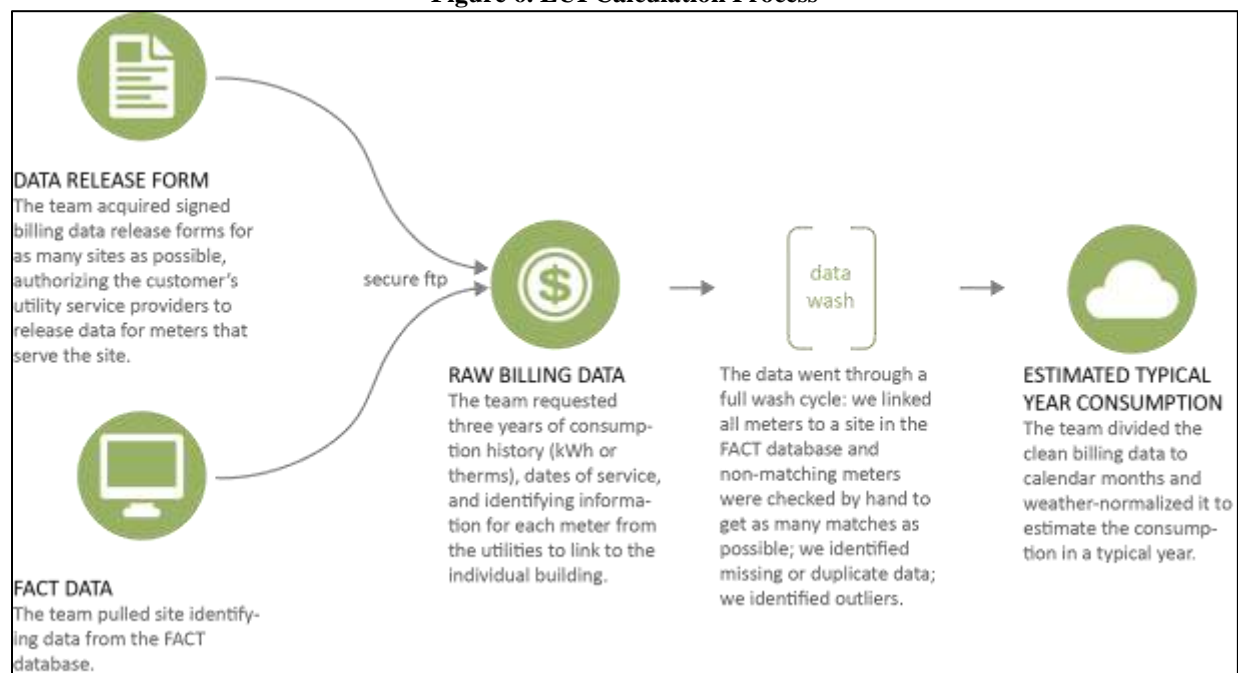 Figure Calculation Process
DATA RELEASE FORM
The team acquired signed
billing data release forms for
as many sites as possible,
authorizing the customer's
utility service providers to
release data for meters that
serve the site.
FACT DATA
The team pulled site identify-
ing data from the FACT
database.
secure ftp
RAW BILLING DATA
The team requested
three years of consump-
tion history (kWh or
therms), dates of service,
and identifying informa-
tion for each meter from
the utilities to link to the
individual building.
data
wash
The data went through a
full wash cycle: we linked
all meters to a site in the
FACT database and
non-matching meters
were checked by hand to
get as many matches as
possible; we identified
missing or duplicate data;
we identified outliers.
ESTIMATED TYPICAL
YEAR CONSUMPTION
The team divided the
clean billing data to
calendar months and
weather-normalized it to
estimate the consump-
tion in a typical year.